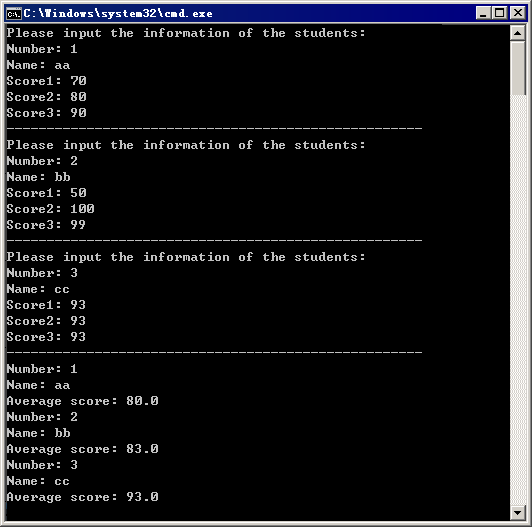 C:\Windows\system32\cmd.exe
Please input the information of the students:
Number: 1
Name: aa
Score1: 70
Score2: 80
Score3: 90
----------------------------------------------------
Please input the information of the students:
Number: 2
Name: bb
Score1: 50
Score2: 100
Score3: 99
----------------------------------------------------
Please input the information of the students:
Number: 3
Name: cc
Score1: 93
Score2: 93
Score3: 93
----------------------------------------------------
Number: 1
Name: aa
Average score: 80.0
Number: 2
Name: bb
Average score: 83.0
Number: 3
Name: cc
Average score: 93.0